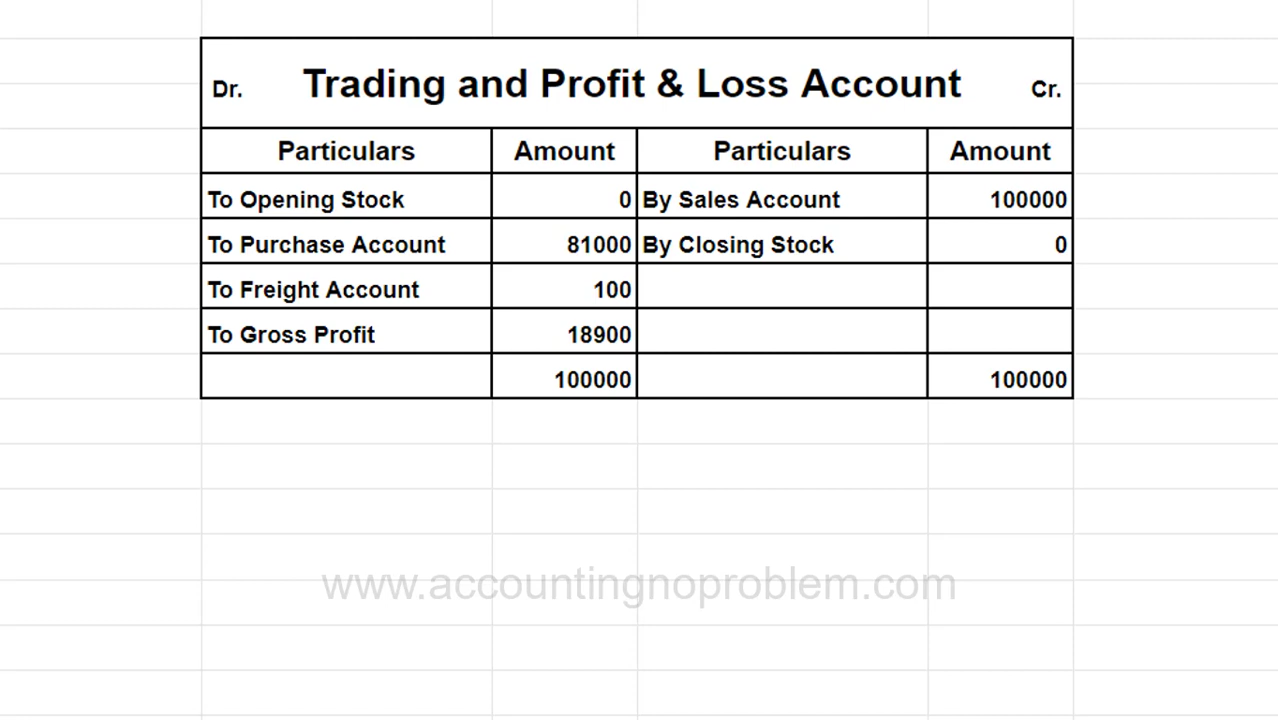 Dr. Trading and Profit & Loss Account Cr.
Particulars Amount Particulars Amount
To Opening Stock 0 By Sales Account 100000
To Purchase Account 81000 By Closing Stock 0
To Freight Account 100
To Gross Profit 18900
100000 100000
www.accountingnoproblem.com